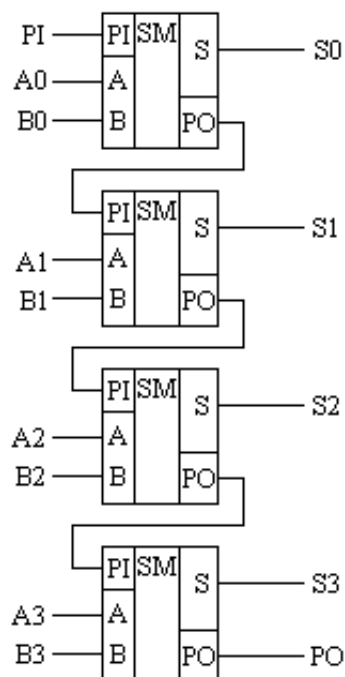 PI PI SM S S0
A0 A
B0 B PO
PI SM S S1
A1 A
B1 B PO
PI SM S S2
A2 A
B2 B PO
PI SM S S3
A3 A
B3 B PO PO